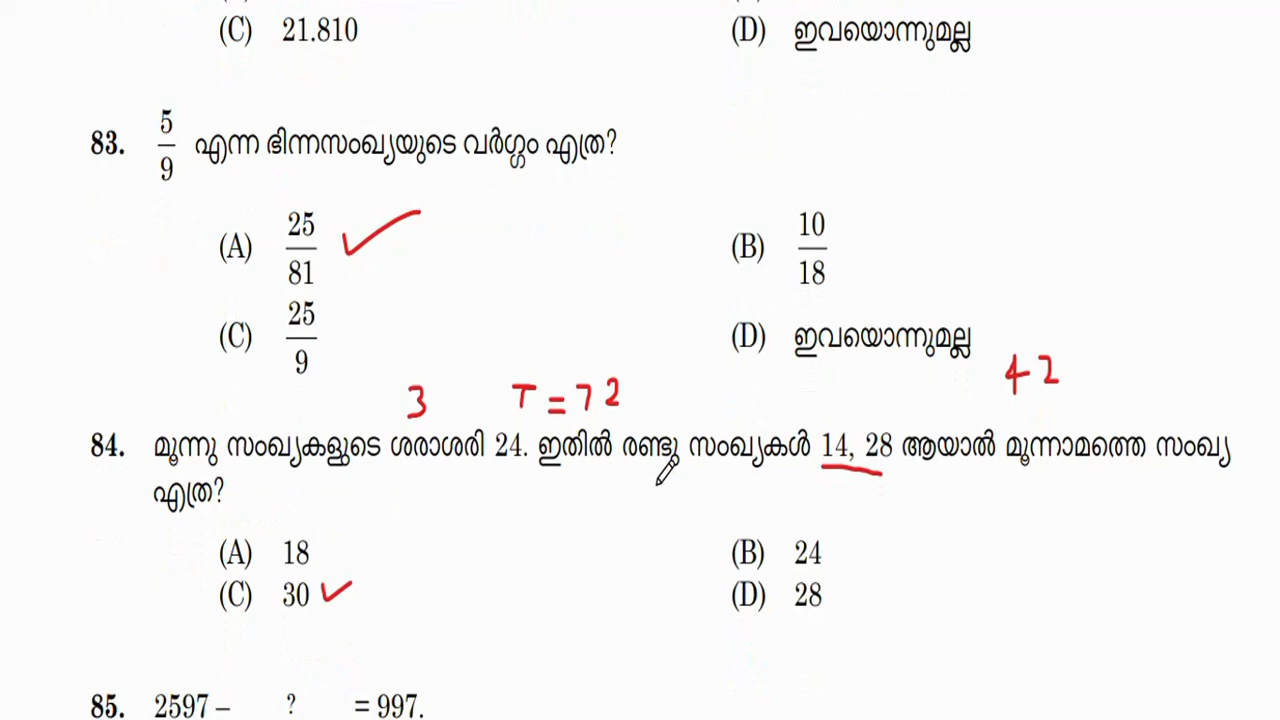 (C) 21.810 (D) ഇവയൊന്നുമല്ല
83. 5/9 എന്ന ഭിന്നസംഖ്യയുടെ വർഗ്ഗം എത്ര?
(A) 25/81 (B) 10/18
(C) 25/9 (D) ഇവയൊന്നുമല്ല
3 T = 72 42
84. മൂന്നു സംഖ്യകളുടെ ശരാശരി 24. ഇതിൽ രണ്ടു സംഖ്യകൾ 14, 28 ആയാൽ മൂന്നാമത്തെ സംഖ്യ
എത്ര?
(A) 18 (B) 24
(C) 30 (D) 28
85. 2597 – ? = 997.